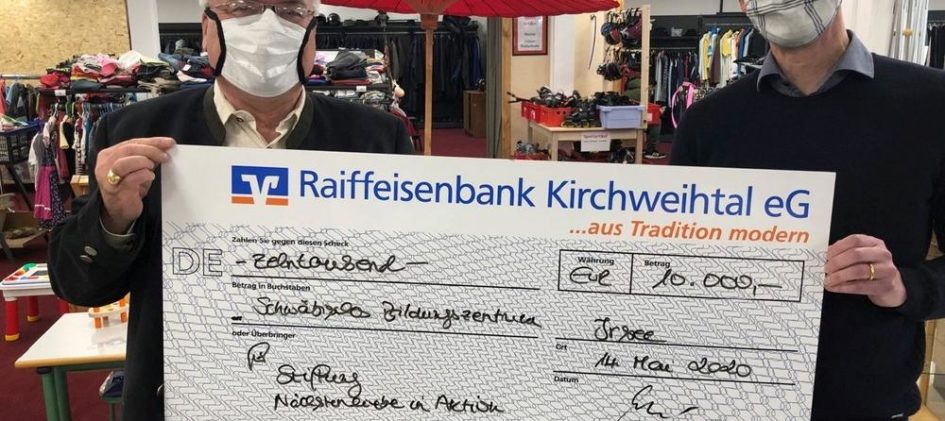 Raiffeisenbank Kirchweihtal eG
...aus Tradition modern
Zahlen Sie gegen diesen Scheck
DE - Zehntausend -
Währung Betrag
EUR 10.000,-
Betrag in Buchstaben
Schwäbisches Bildungszentrum
Irsee
oder Überbringer
Ort
für
14 Mai 2020
Stiftung
Datum
Nächstenliebe in Aktion